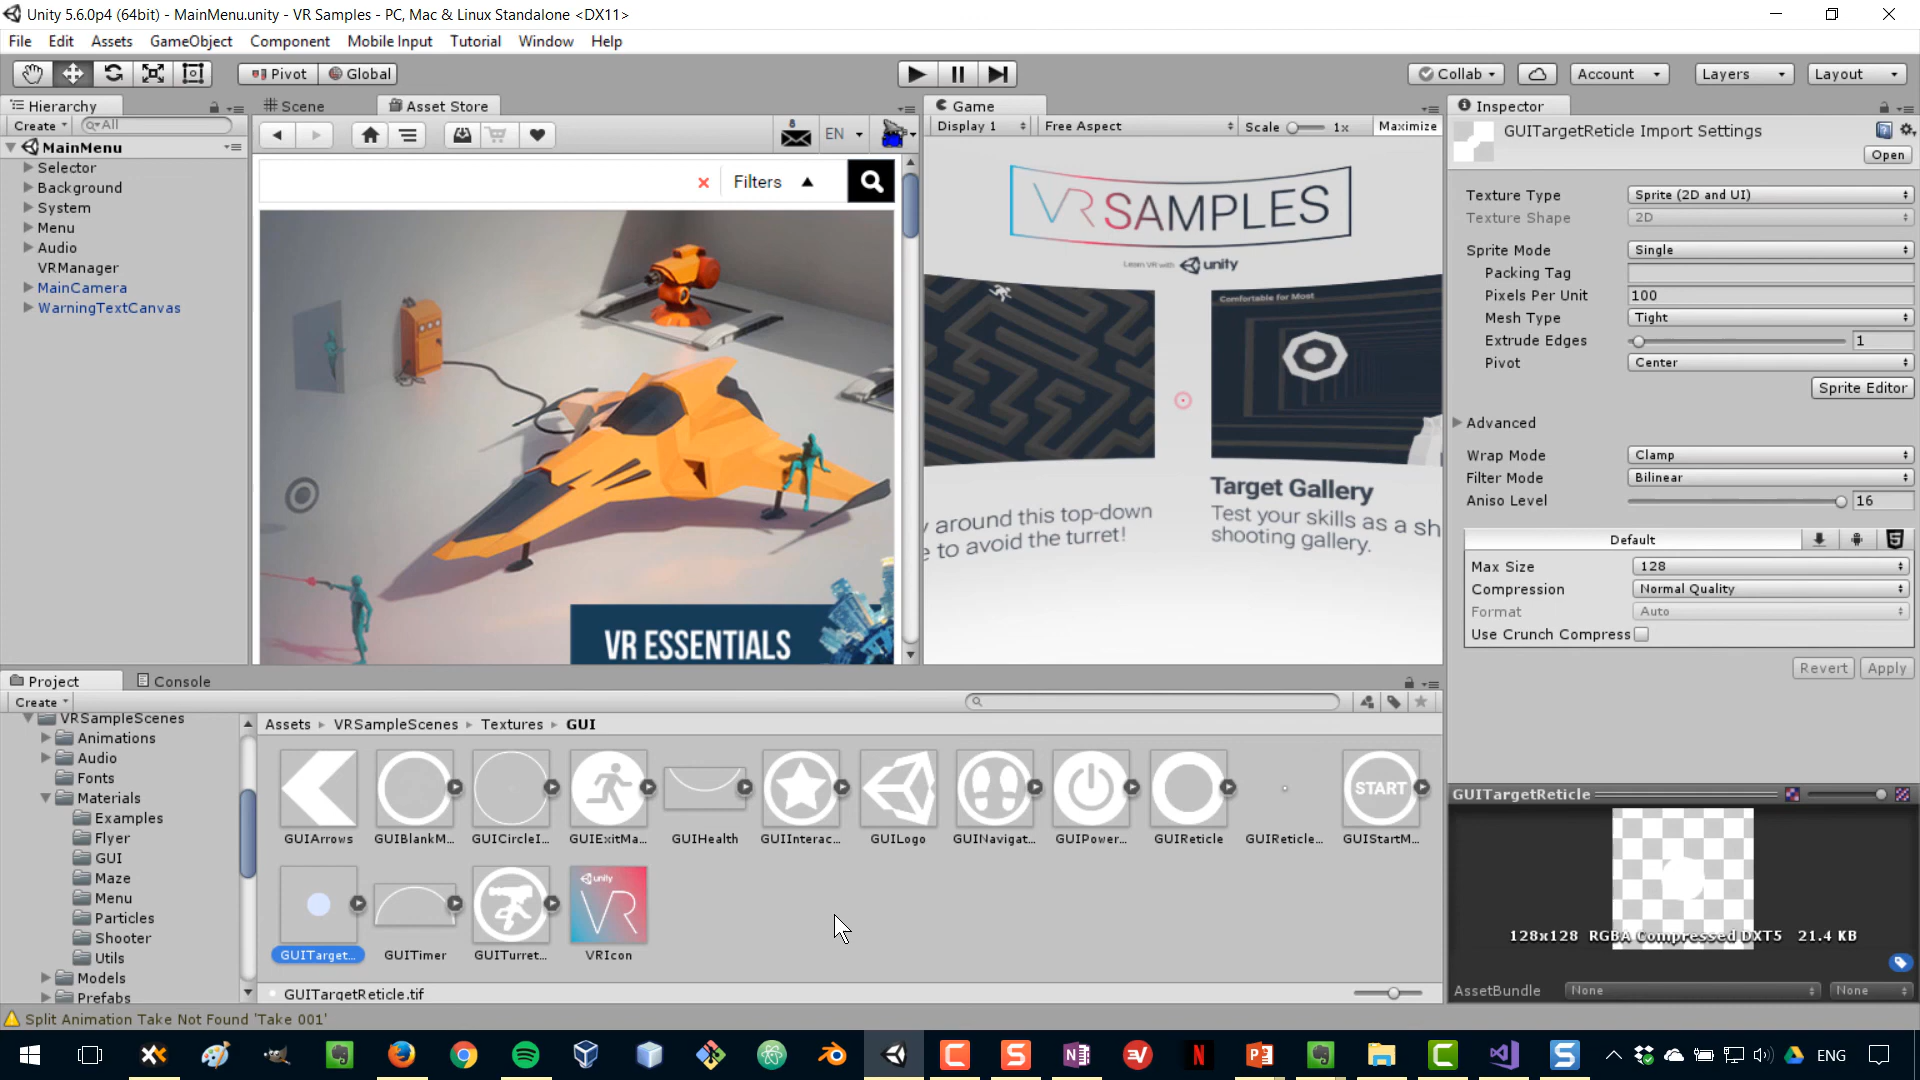 Unity 5.6.0p4 (64bit) - MainMenu.unity - VR Samples - PC, Mac & Linux Standalone <DX11>
File Edit Assets GameObject Component Mobile Input Tutorial Window Help
Pivot Global Collab Account Layers Layout
Hierarchy
Create All
MainMenu
Selector
Background
System
Menu
Audio
VRManager
MainCamera
WarningTextCanvas
Scene Asset Store
8
EN
Filters
VR ESSENTIALS
Game
Display 1 Free Aspect Scale 1x Maximize
VR SAMPLES
Learn VR with unity
Comfortable for Most
around this top-down
to avoid the turret!
Target Gallery
Test your skills as a sh
shooting gallery.
Inspector
GUITargetReticle Import Settings
Open
Texture Type Sprite (2D and UI)
Texture Shape 2D
Sprite Mode Single
Packing Tag
Pixels Per Unit 100
Mesh Type Tight
Extrude Edges 1
Pivot Center
Sprite Editor
Advanced
Wrap Mode Clamp
Filter Mode Bilinear
Aniso Level 16
Default
Max Size 128
Compression Normal Quality
Format Auto
Use Crunch Compress
Revert Apply
Project Console
Create
VRSampleScenes
Animations
Audio
Fonts
Materials
Examples
Flyer
GUI
Maze
Menu
Particles
Shooter
Utils
Models
Prefabs
Assets VRSampleScenes Textures GUI
START
GUIArrows GUIBlankM... GUICircleI... GUIExitMa... GUIHealth GUIInterac... GUILogo GUINavigat... GUIPower... GUIReticle GUIReticle... GUIStartM...
unity
VR
GUITarget... GUITimer GUITurret... VRIcon
GUITargetReticle.tif
GUITargetReticle
128x128 RGBA Compressed DXT5 21.4 KB
AssetBundle None None
Split Animation Take Not Found 'Take 001'
ENG